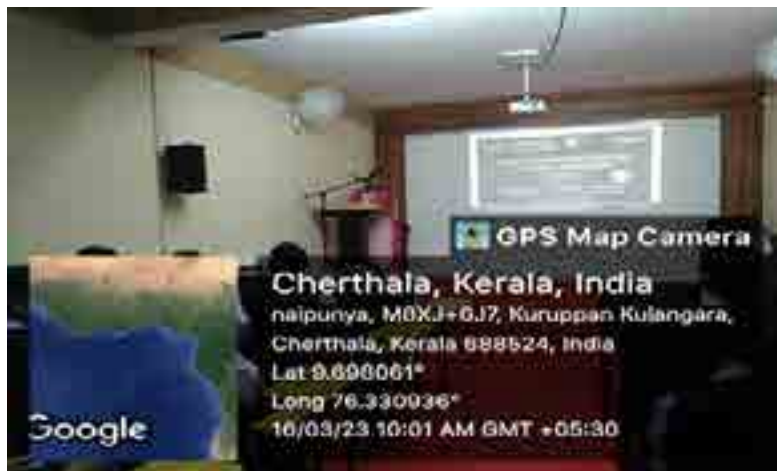 GPS Map Camera
Cherthala, Kerala, India
naipunya, M8XJ+6J7, Kuruppan Kulangara,
Cherthala, Kerala 688524, India
Lat 9.698061°
Long 76.330936°
16/03/23 10:01 AM GMT +05:30
Google